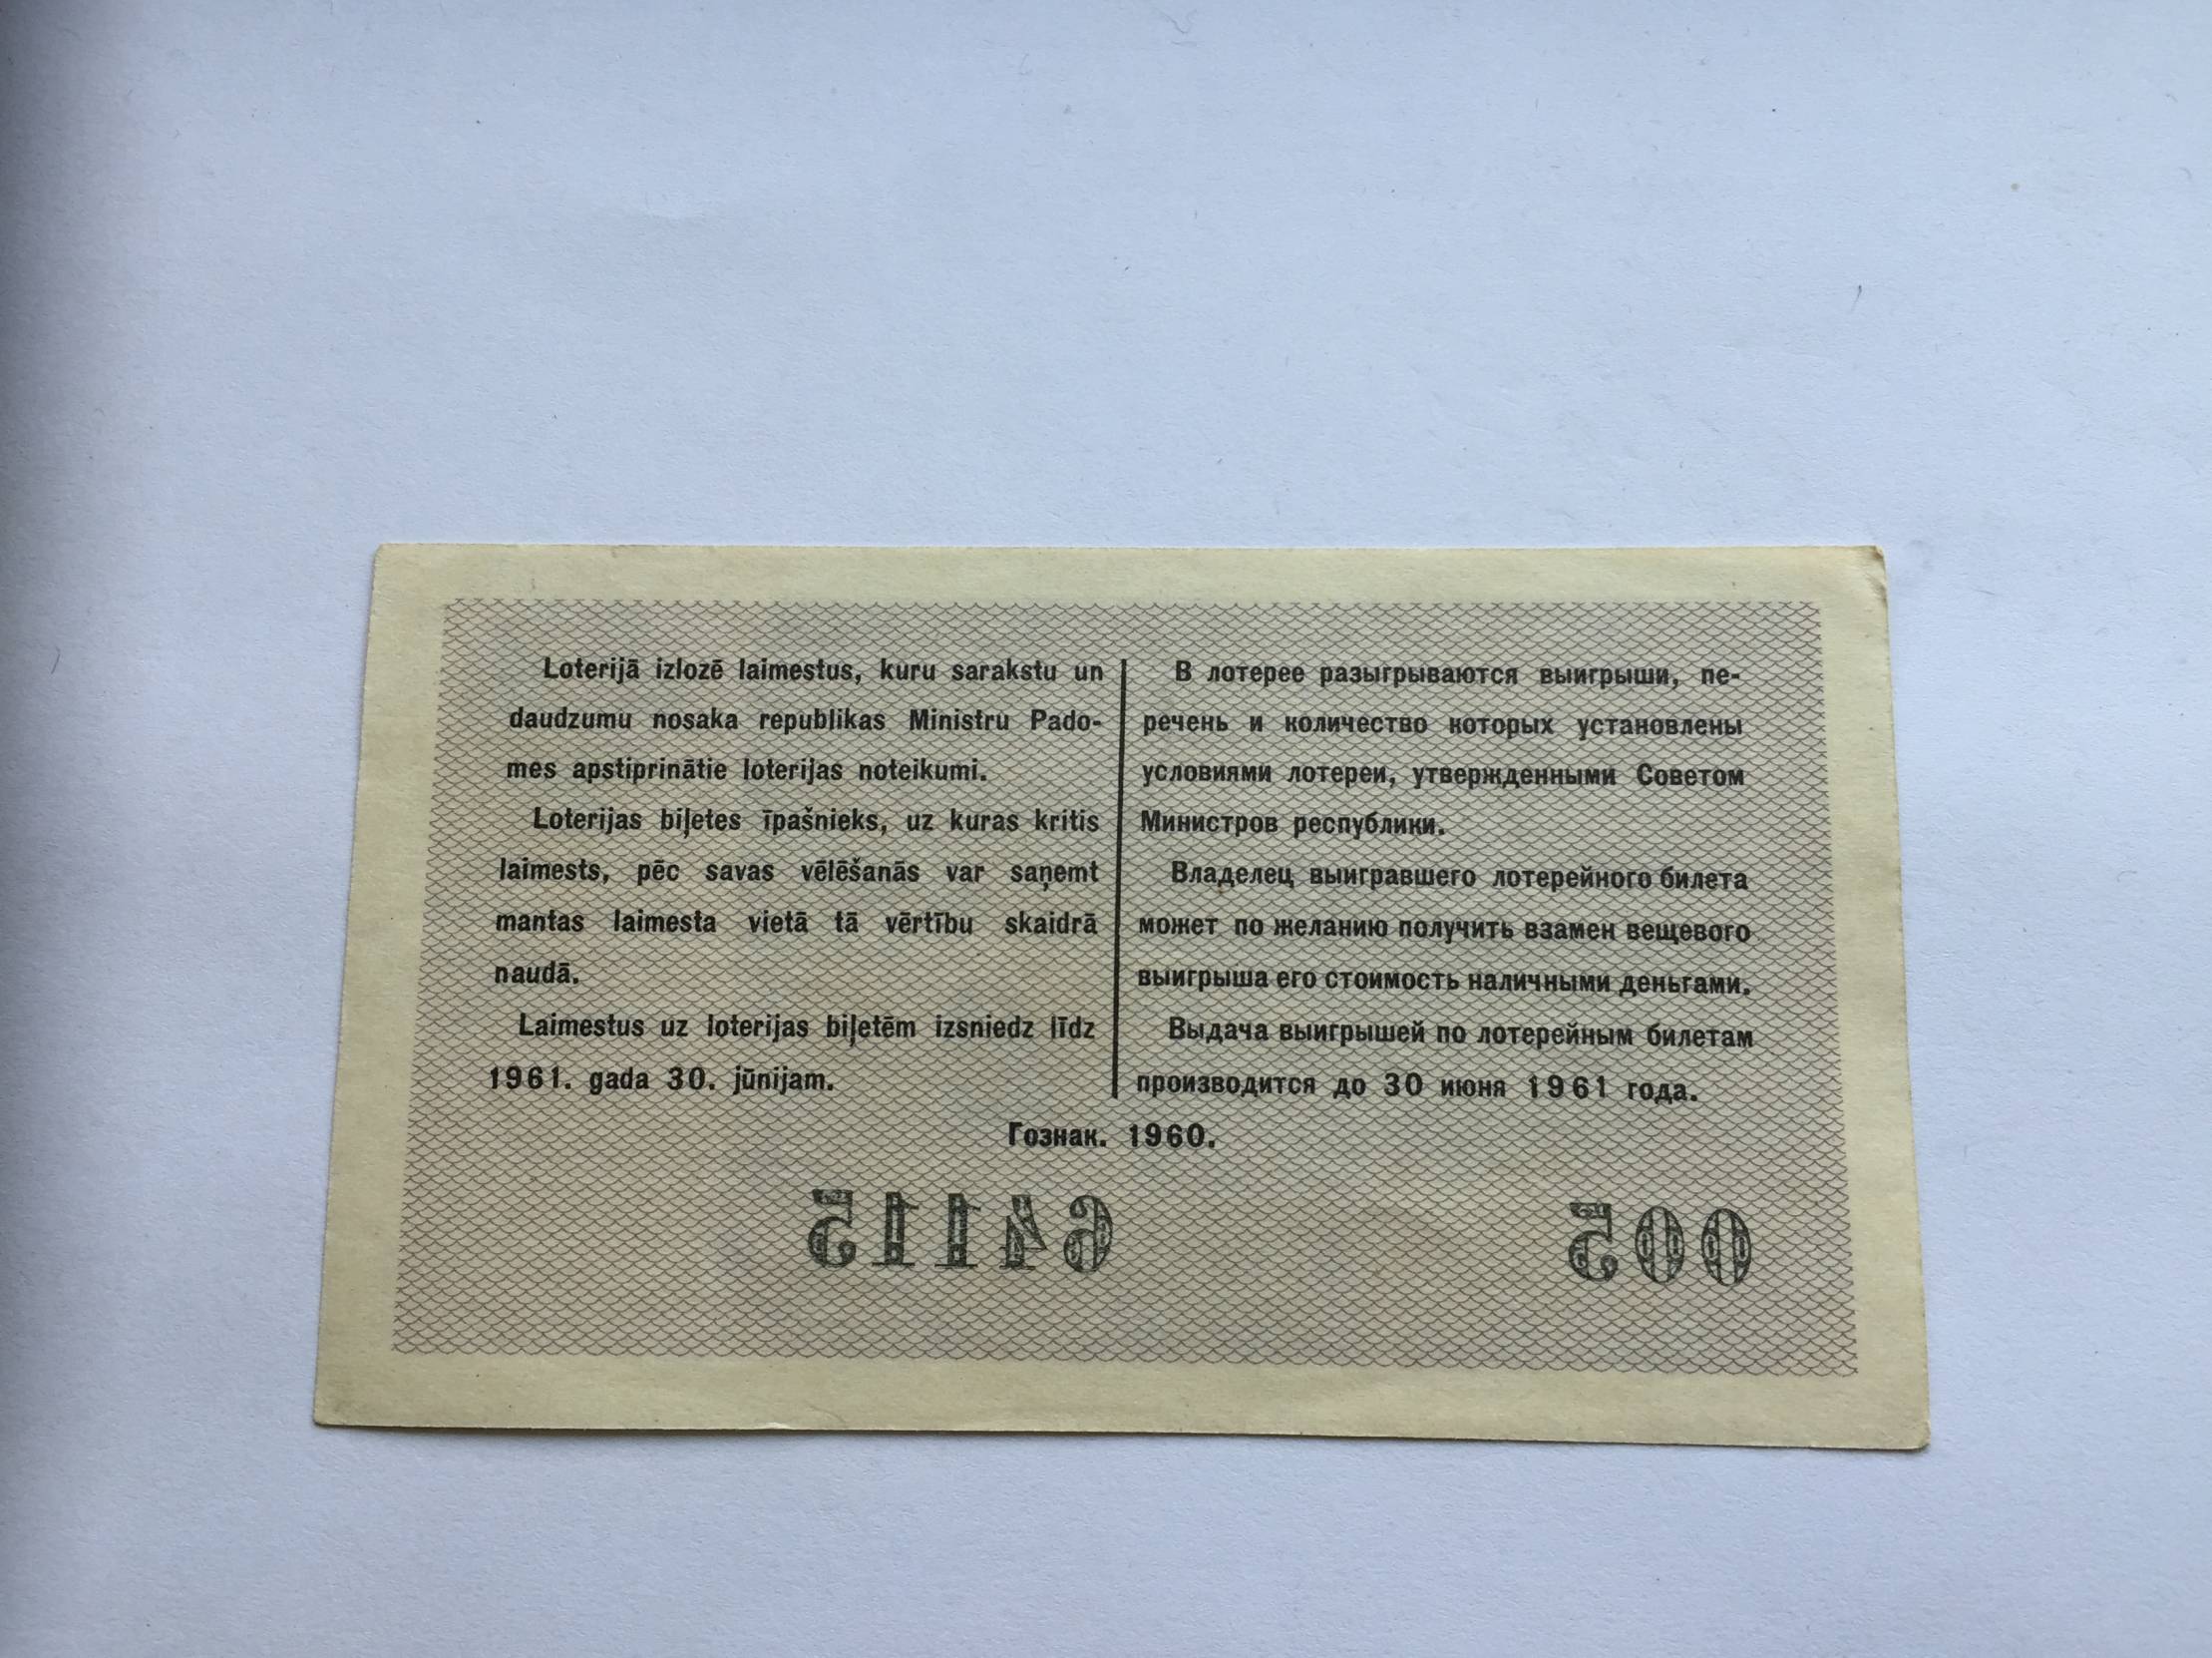 Loterijā izlozē laimestus, kuru sarakstu un
daudzumu nosaka republikas Ministru Pado-
mes apstiprinātie loterijas noteikumi.
Loterijas biļetes īpašnieks, uz kuras kritis
laimests, pēc savas vēlēšanās var saņemt
mantas laimesta vietā tā vērtību skaidrā
naudā.
Laimestus uz loterijas biļetēm izsniedz līdz
1961. gada 30. jūnijam.
В лотерее разыгрываются выигрыши, пе-
речень и количество которых установлены
условиями лотереи, утвержденными Советом
Министров республики.
Владелец выигравшего лотерейного билета
может по желанию получить взамен вещевого
выигрыша его стоимость наличными деньгами.
Выдача выигрышей по лотерейным билетам
производится до 30 июня 1961 года.
Гознак. 1960.
64115
005